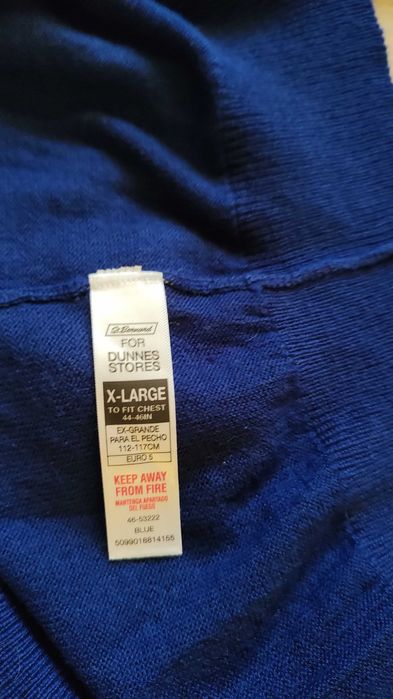 St. Bernard
FOR
DUNNES
STORES
X-LARGE
TO FIT CHEST
44-46IN
EX-GRANDE
PARA EL PECHO
112-117CM
EURO 5
KEEP AWAY
FROM FIRE
MANTENGA APARTADO
DEL FUEGO
46-53222
BLUE
5099016814155